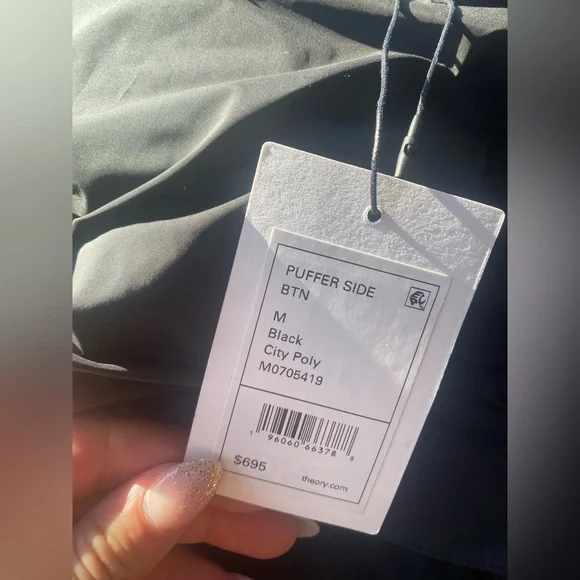 PUFFER SIDE
BTN
M
Black
City Poly
M0705419
1 96060 66378 8
$695
theory.com